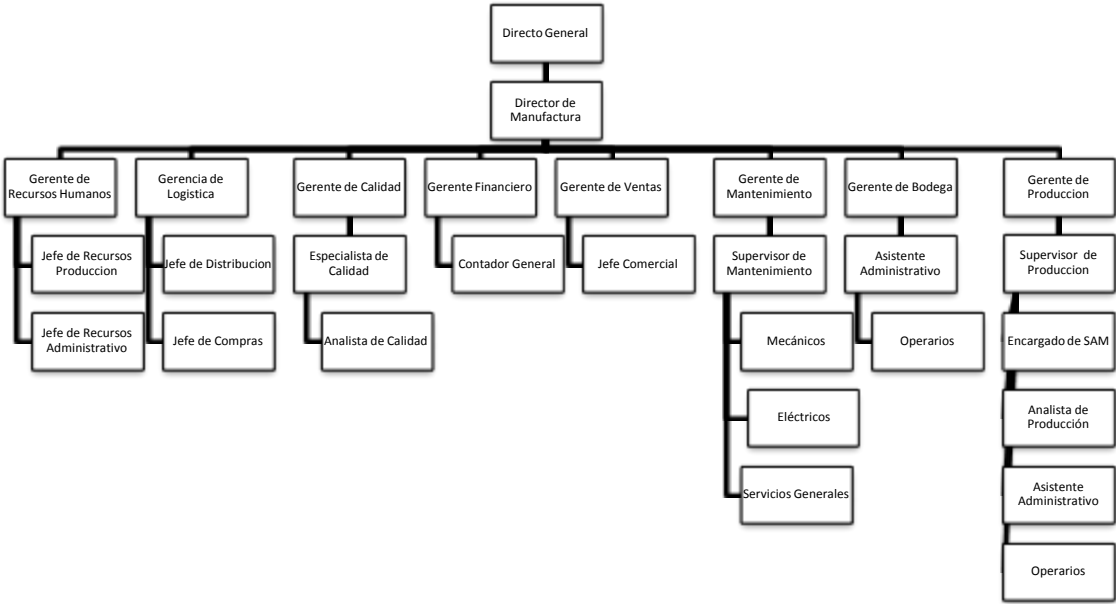 Directo General
Director de
Manufactura
Gerente de
Recursos Humanos
Gerencia de
Logistica
Gerente de Calidad
Gerente Financiero
Gerente de Ventas
Gerente de
Mantenimiento
Gerente de Bodega
Gerente de
Produccion
Jefe de Recursos
Produccion
Jefe de Distribucion
Especialista de
Calidad
Contador General
Jefe Comercial
Supervisor de
Mantenimiento
Asistente
Administrativo
Supervisor de
Produccion
Jefe de Recursos
Administrativo
Jefe de Compras
Analista de Calidad
Mecánicos
Operarios
Encargado de SAM
Eléctricos
Analista de
Producción
Servicios Generales
Asistente
Administrativo
Operarios